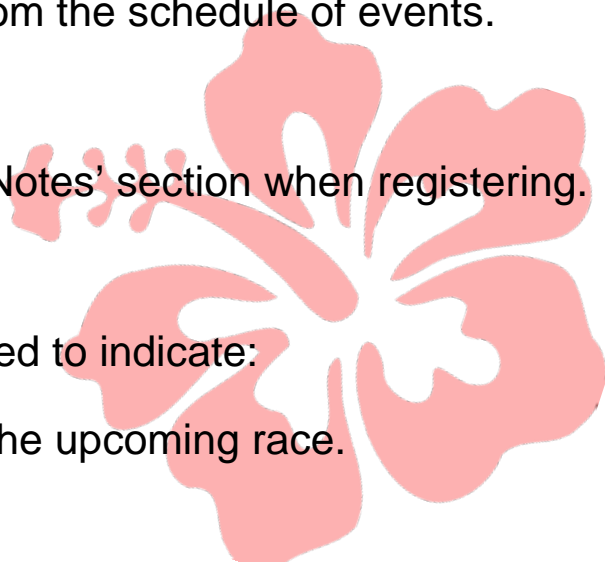 om the schedule of events.
Notes’ section when registering.
ed to indicate:
he upcoming race.